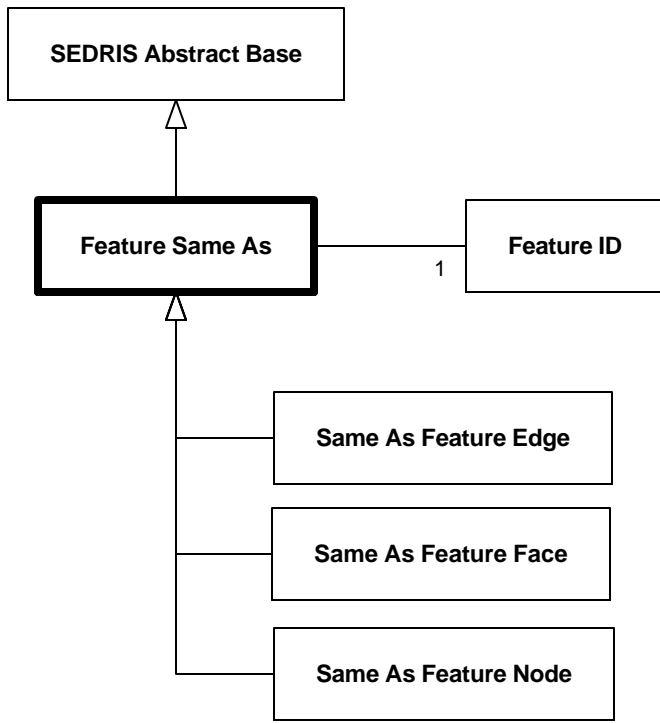 SEDRIS Abstract Base
Feature Same As
Feature ID
1
Same As Feature Edge
Same As Feature Face
Same As Feature Node